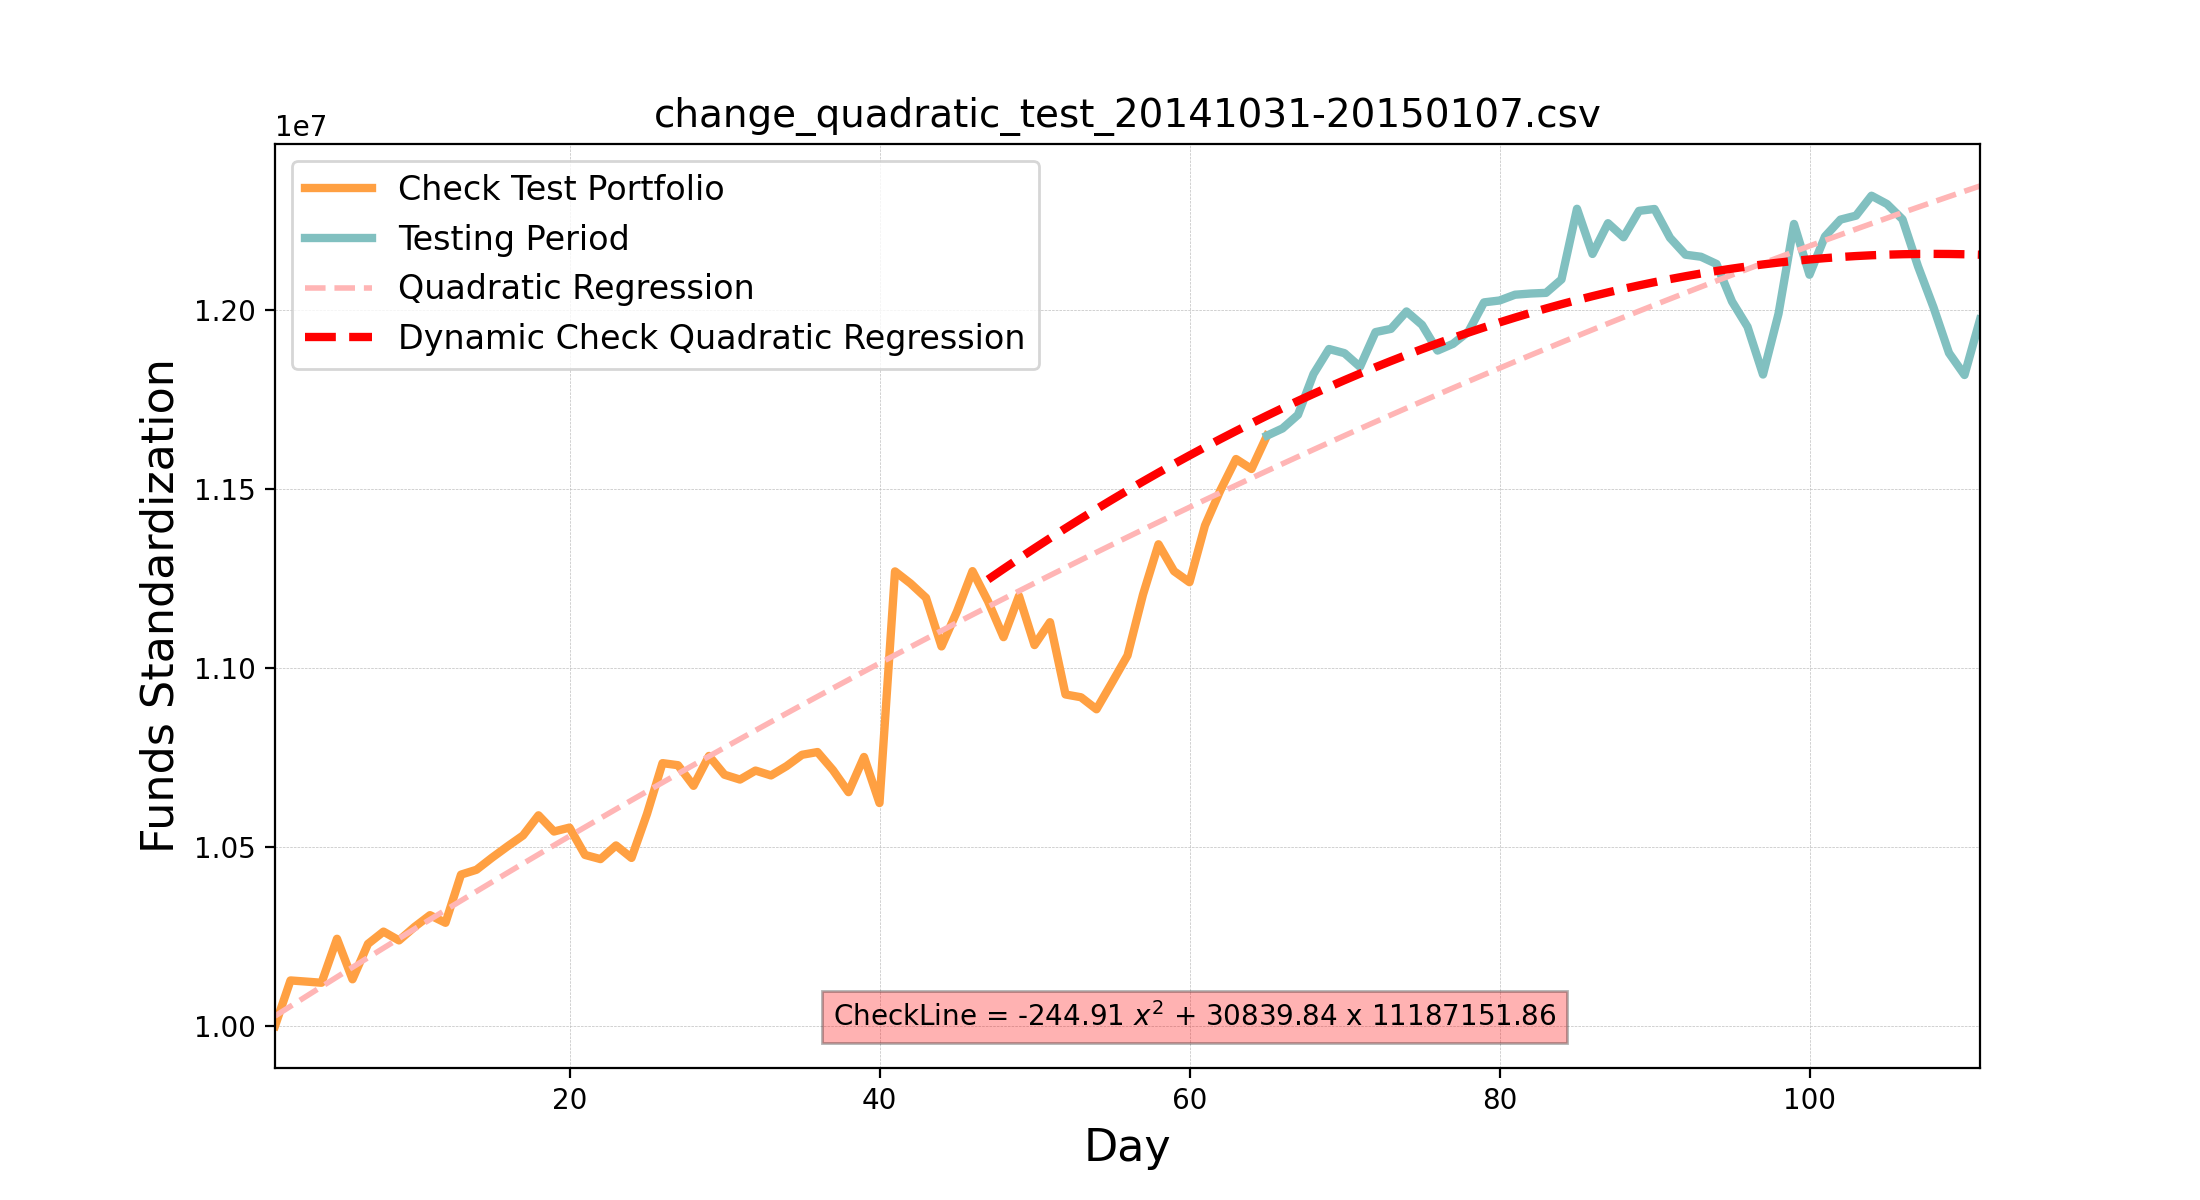 change_quadratic_test_20141031-20150107.csv
1e7
Check Test Portfolio
Testing Period
Quadratic Regression
Dynamic Check Quadratic Regression
Funds Standardization
1.20
1.15
1.10
1.05
1.00
CheckLine = -244.91 x² + 30839.84 x 11187151.86
20 40 60 80 100
Day